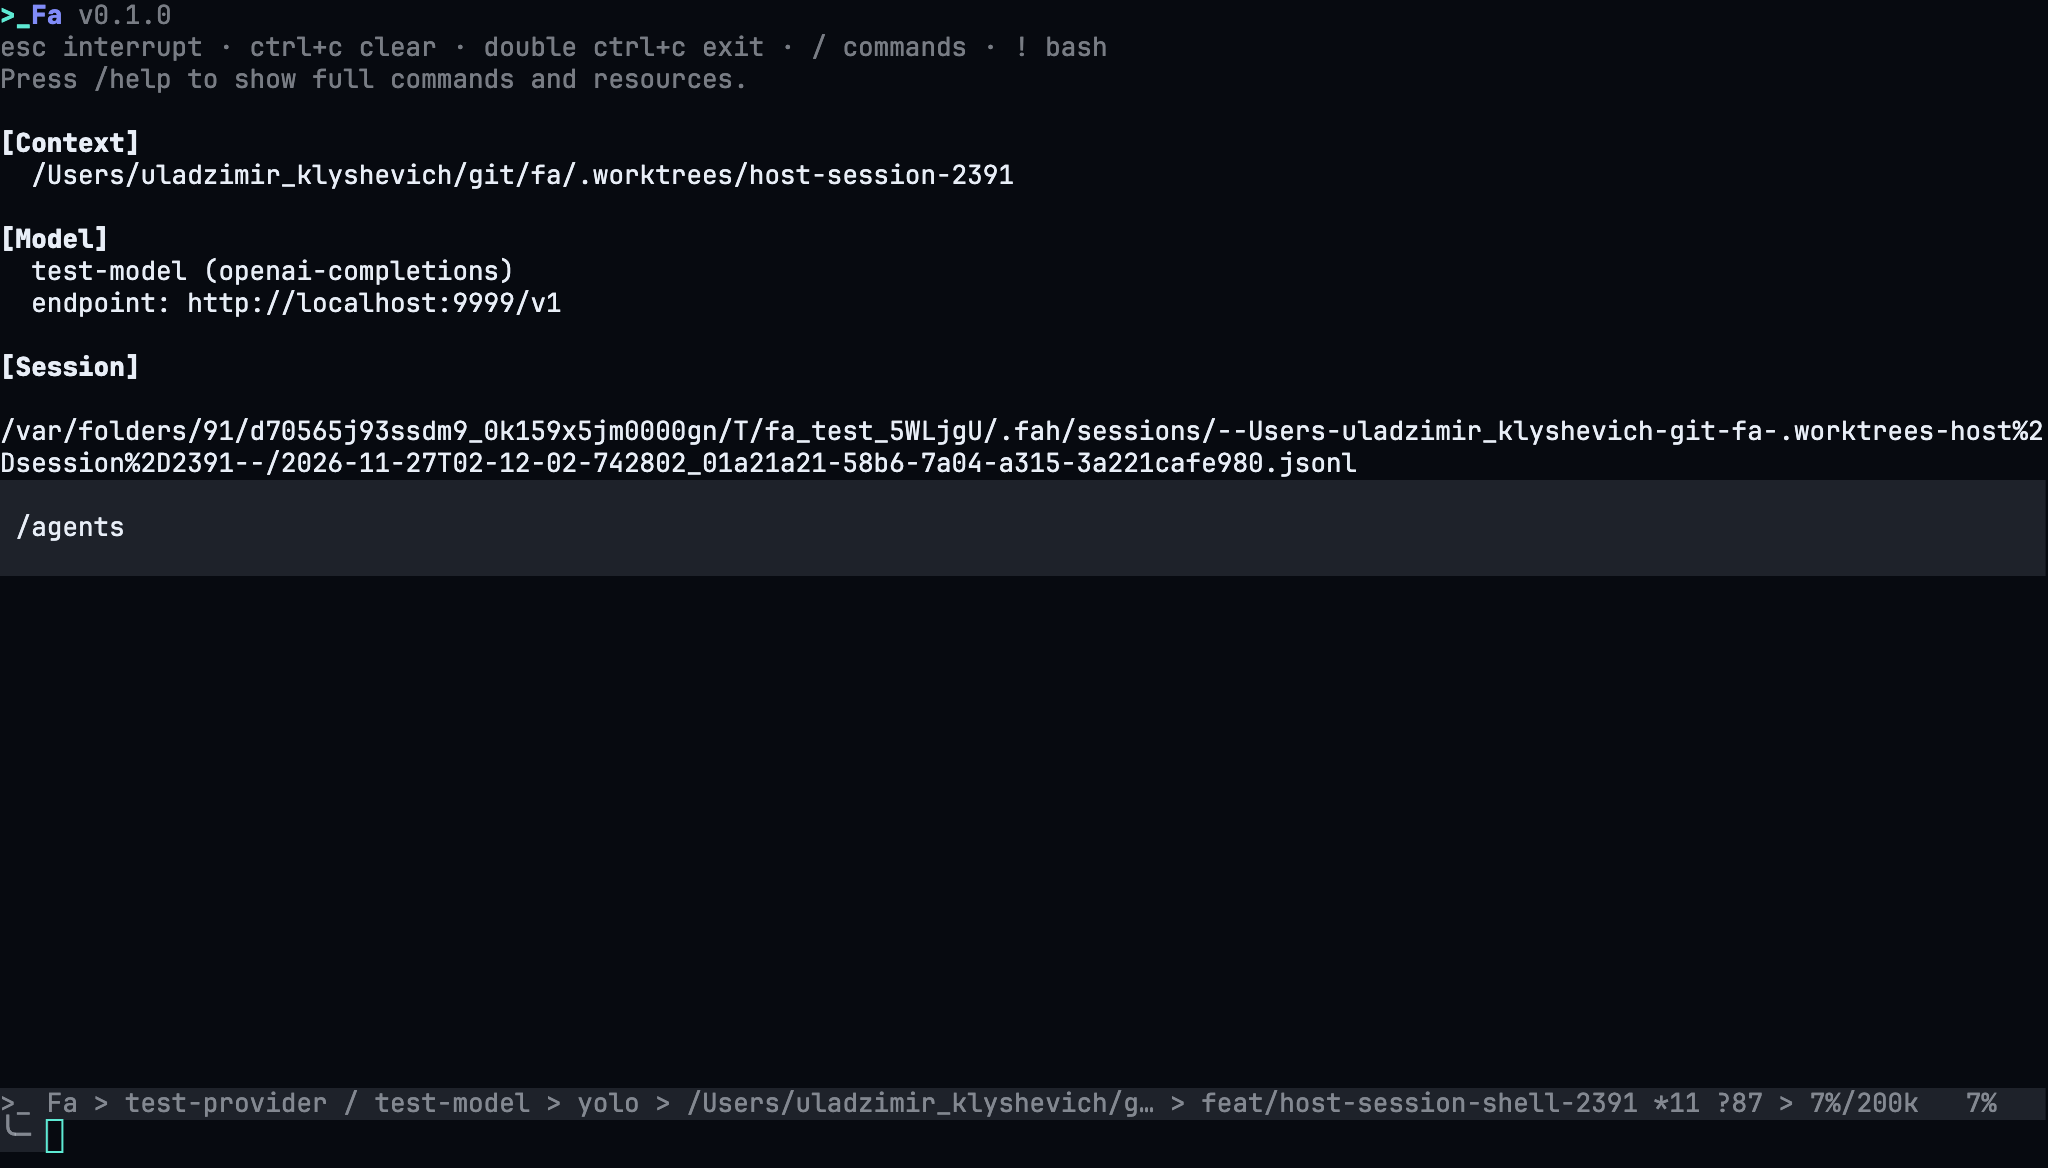 >_Fa v0.1.0
esc interrupt · ctrl+c clear · double ctrl+c exit · / commands · ! bash
Press /help to show full commands and resources.
[Context]
/Users/uladzimir_klyshevich/git/fa/.worktrees/host-session-2391
[Model]
test-model (openai-completions)
endpoint: http://localhost:9999/v1
[Session]
/var/folders/91/d70565j93ssdm9_0k159x5jm0000gn/T/fa_test_5WLjgU/.fah/sessions/--Users-uladzimir_klyshevich-git-fa-.worktrees-host%2
Dsession%2D2391--/2026-11-27T02-12-02-742802_01a21a21-58b6-7a04-a315-3a221cafe980.jsonl
/agents
>_ Fa > test-provider / test-model > yolo > /Users/uladzimir_klyshevich/g… > feat/host-session-shell-2391 *11 ?87 > 7%/200k 7%